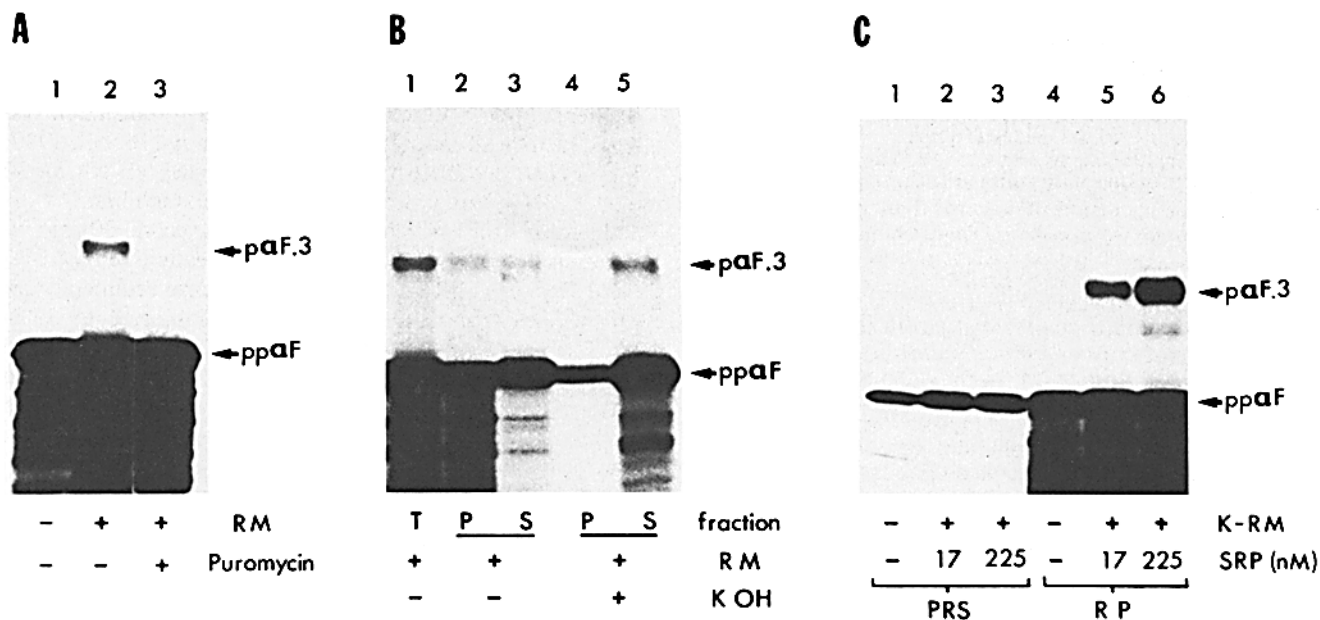 A
1 2 3
pαF.3
ppαF
- + + RM
- - + Puromycin
B
1 2 3 4 5
pαF.3
ppαF
T P S P S fraction
+ + + RM
- - + KOH
C
1 2 3 4 5 6
pαF.3
ppαF
- + + - + + K-RM
- 17 225 - 17 225 SRP (nM)
PRS RP